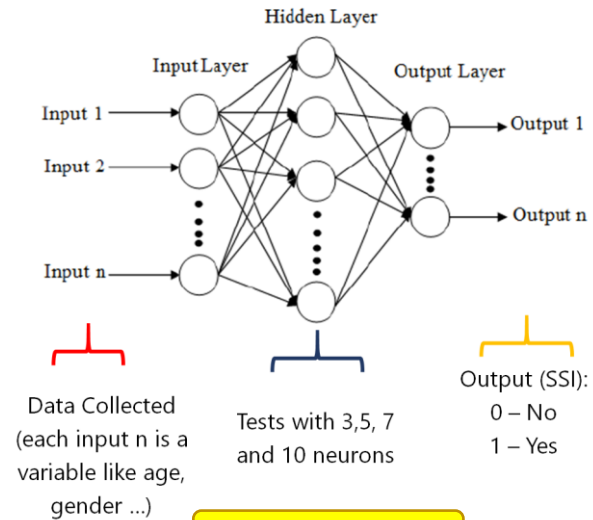 Hidden Layer
Input Layer
Output Layer
Input 1
Output 1
Input 2
Output n
Input n
Data Collected
(each input n is a
variable like age,
gender ...)
Tests with 3,5, 7
and 10 neurons
Output (SSI):
0 – No
1 – Yes